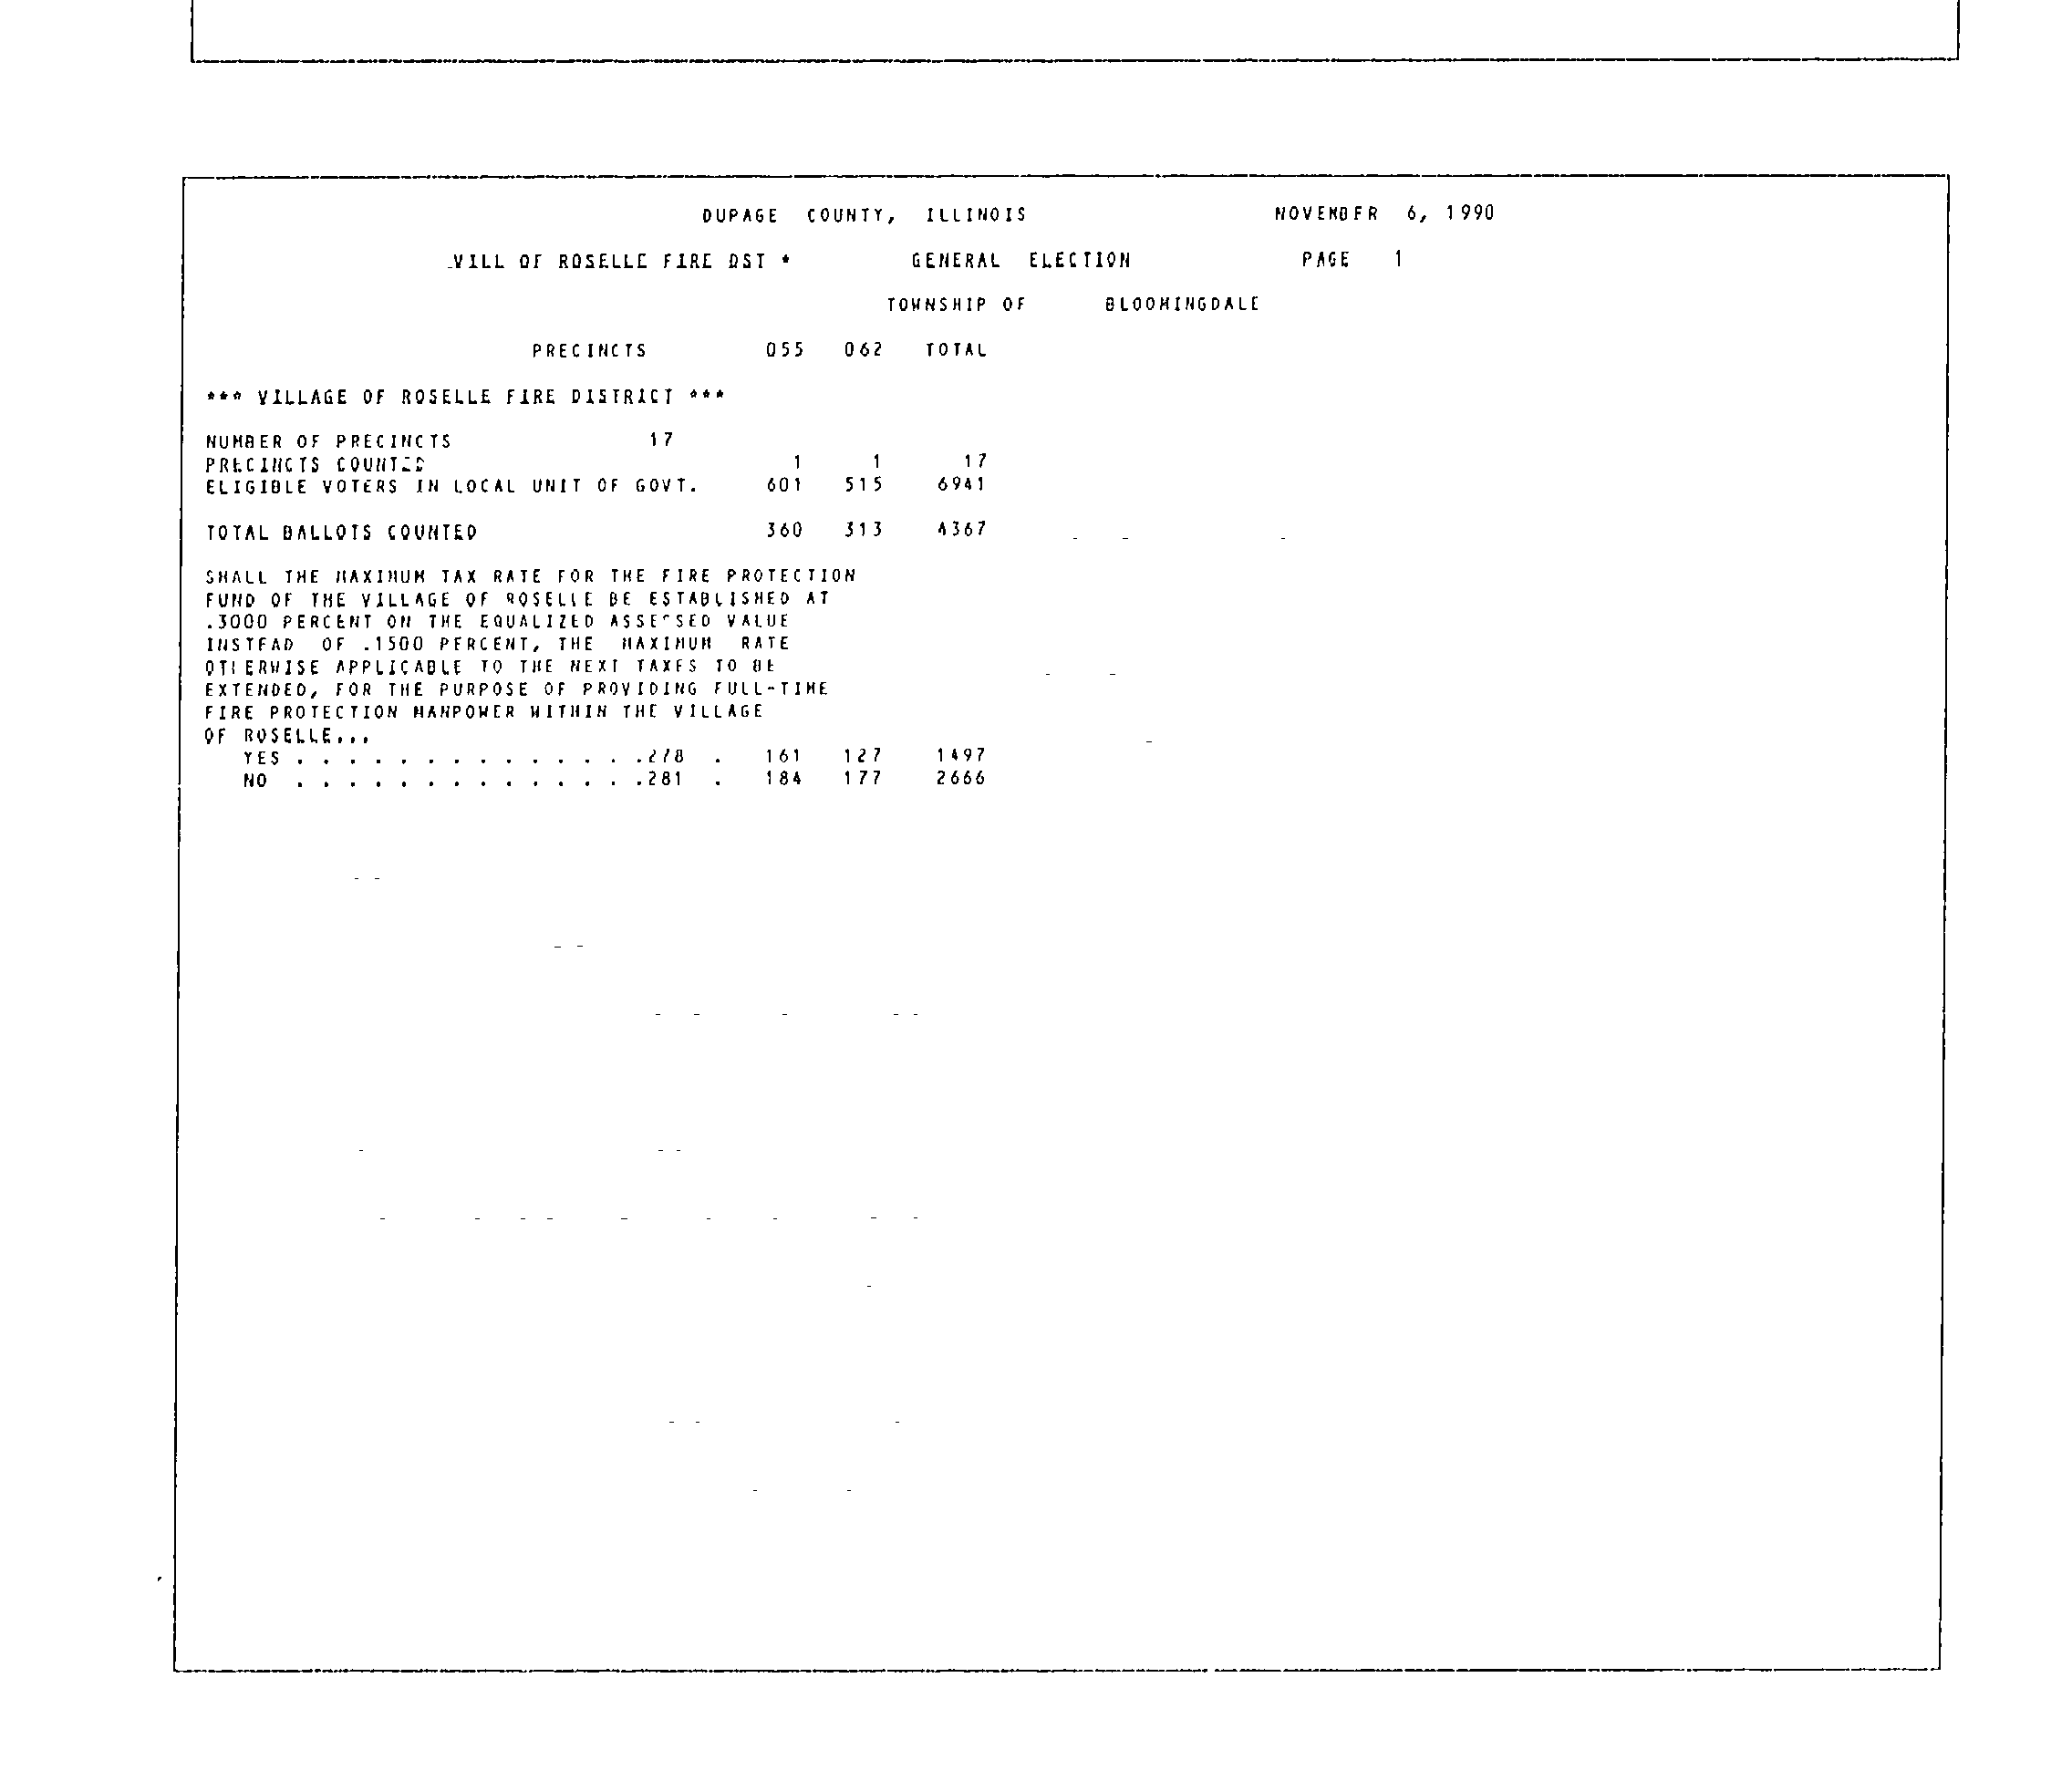 DUPAGE COUNTY, ILLINOIS NOVEMBER 6, 1990
VILL OF ROSELLE FIRE DST * GENERAL ELECTION PAGE 1
TOWNSHIP OF BLOOMINGDALE
PRECINCTS 055 062 TOTAL
*** VILLAGE OF ROSELLE FIRE DISTRICT ***
NUMBER OF PRECINCTS 17
PRECINCTS COUNTED 1 1 17
ELIGIBLE VOTERS IN LOCAL UNIT OF GOVT. 601 515 6941
TOTAL BALLOTS COUNTED 360 313 4367
SHALL THE MAXIMUM TAX RATE FOR THE FIRE PROTECTION
FUND OF THE VILLAGE OF ROSELLE BE ESTABLISHED AT
.3000 PERCENT ON THE EQUALIZED ASSESSED VALUE
INSTEAD OF .1500 PERCENT, THE MAXIMUM RATE
OTHERWISE APPLICABLE TO THE NEXT TAXES TO BE
EXTENDED, FOR THE PURPOSE OF PROVIDING FULL-TIME
FIRE PROTECTION MANPOWER WITHIN THE VILLAGE
OF ROSELLE...
YES . . . . . . . . . . . . . .278 . 161 127 1497
NO . . . . . . . . . . . . . .281 . 184 177 2666